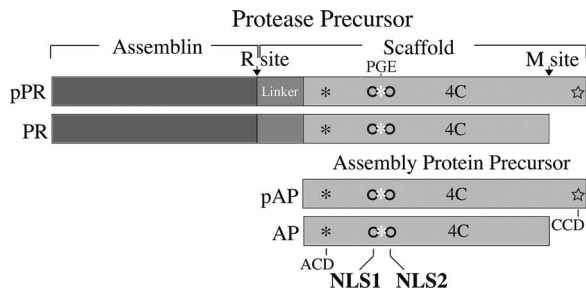 Protease Precursor
Assemblin R site Scaffold M site
PGE
pPR Linker * * 4C ☆
PR * * 4C
Assembly Protein Precursor
pAP * * 4C ☆
AP * * 4C CCD
ACD NLS1 NLS2